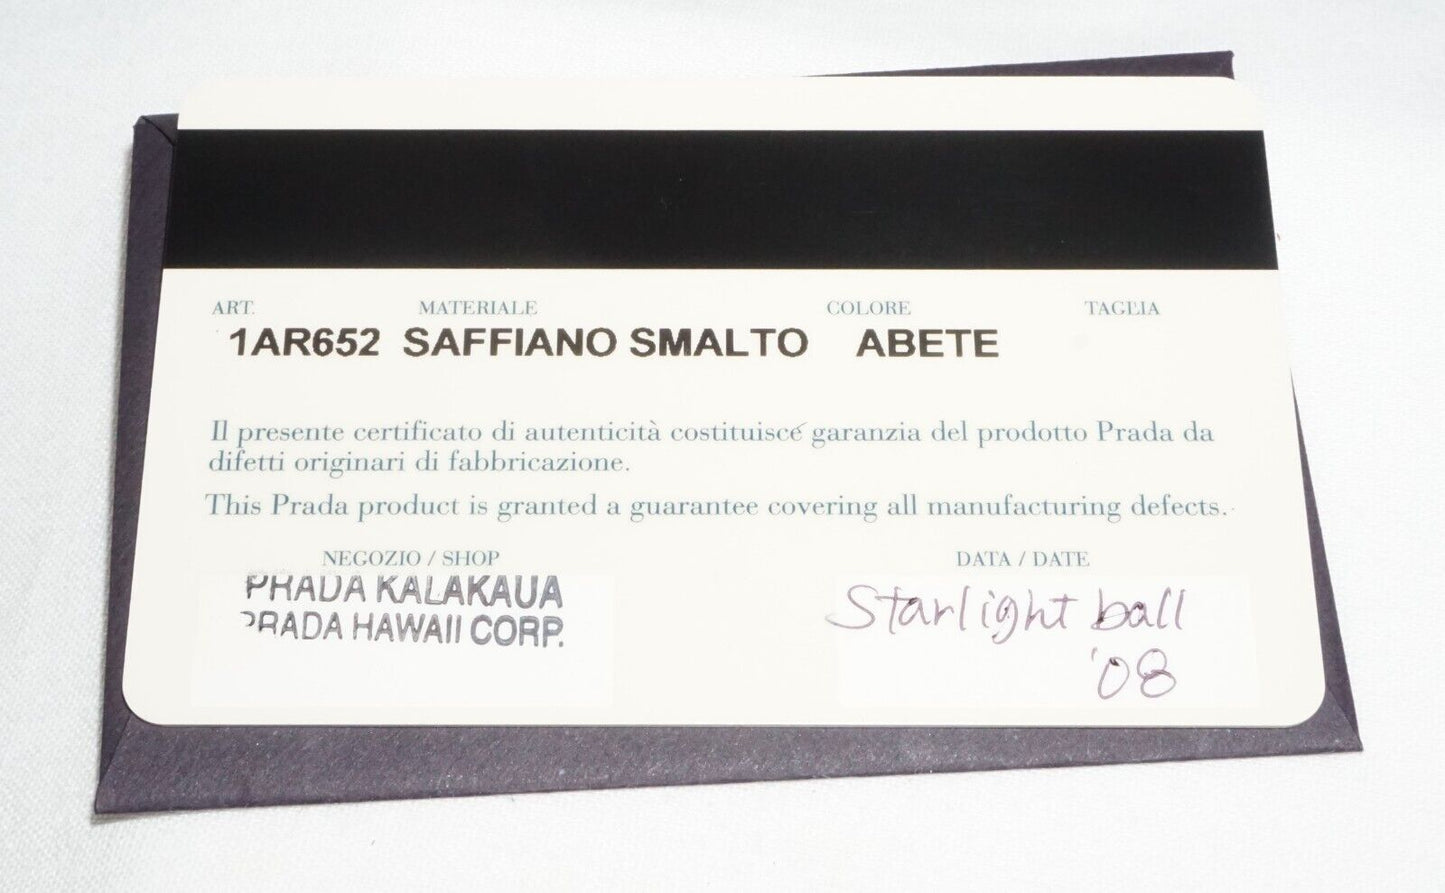 ART. MATERIALE COLORE TAGLIA
1AR652 SAFFIANO SMALTO ABETE
Il presente certificato di autenticità costituisce garanzia del prodotto Prada da
difetti originari di fabbricazione.
This Prada product is granted a guarantee covering all manufacturing defects.
NEGOZIO / SHOP DATA / DATE
PRADA KALAKAUA
PRADA HAWAII CORP.
Starlight ball
'08